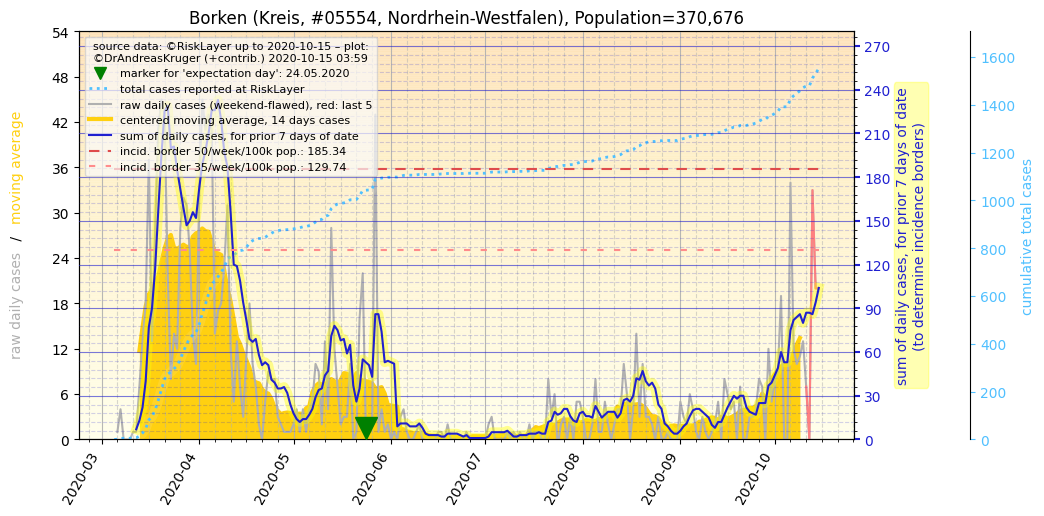 Borken (Kreis, #05554, Nordrhein-Westfalen), Population=370,676
source data: ©RiskLayer up to 2020-10-15 – plot:
©DrAndreasKruger (+contrib.) 2020-10-15 03:59
marker for 'expectation day': 24.05.2020
total cases reported at RiskLayer
raw daily cases (weekend-flawed), red: last 5
centered moving average, 14 days cases
sum of daily cases, for prior 7 days of date
incid. border 50/week/100k pop.: 185.34
incid. border 35/week/100k pop.: 129.74
raw daily cases / moving average
54
48
42
36
30
24
18
12
6
0
2020-03
2020-04
2020-05
2020-06
2020-07
2020-08
2020-09
2020-10
270
240
210
180
150
120
90
60
30
0
sum of daily cases, for prior 7 days of date
(to determine incidence borders)
1600
1400
1200
1000
800
600
400
200
0
cumulative total cases